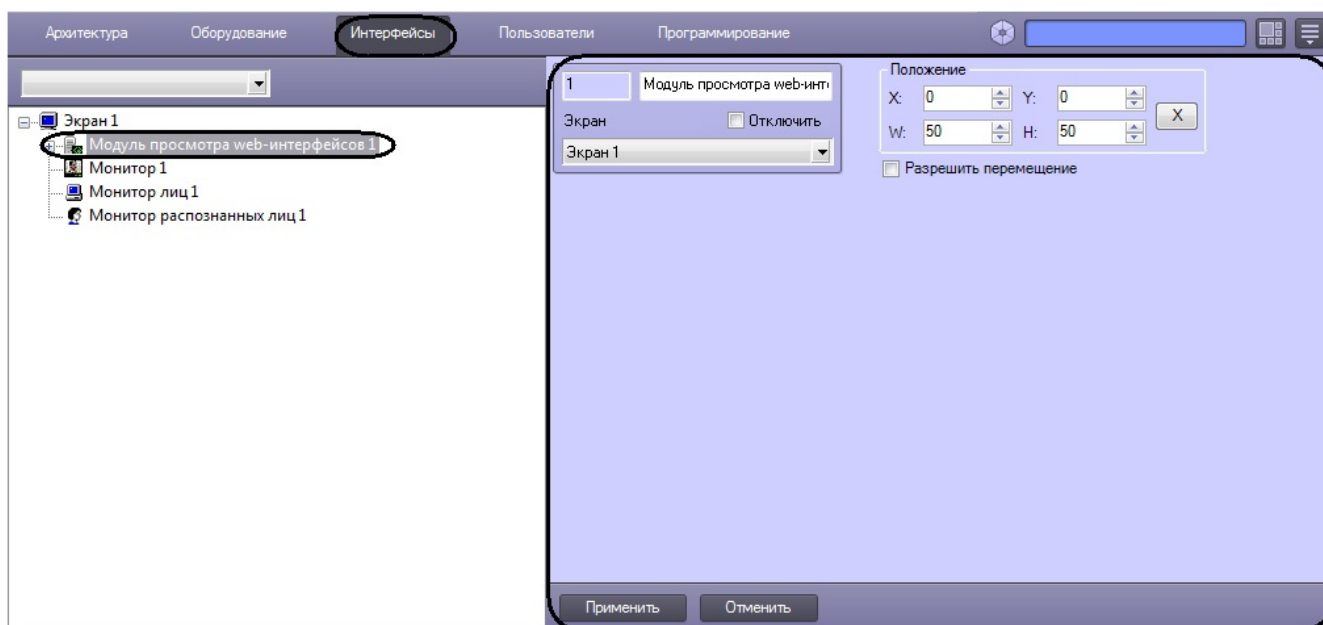 Архитектура Оборудование Интерфейсы Пользователи Программирование
Экран 1
Модуль просмотра web-интерфейсов 1
Монитор 1
Монитор лиц 1
Монитор распознанных лиц 1
1 Модуль просмотра web-инт
Экран Отключить
Экран 1
Положение
X: 0 Y: 0 X
W: 50 H: 50
Разрешить перемещение
Применить Отменить